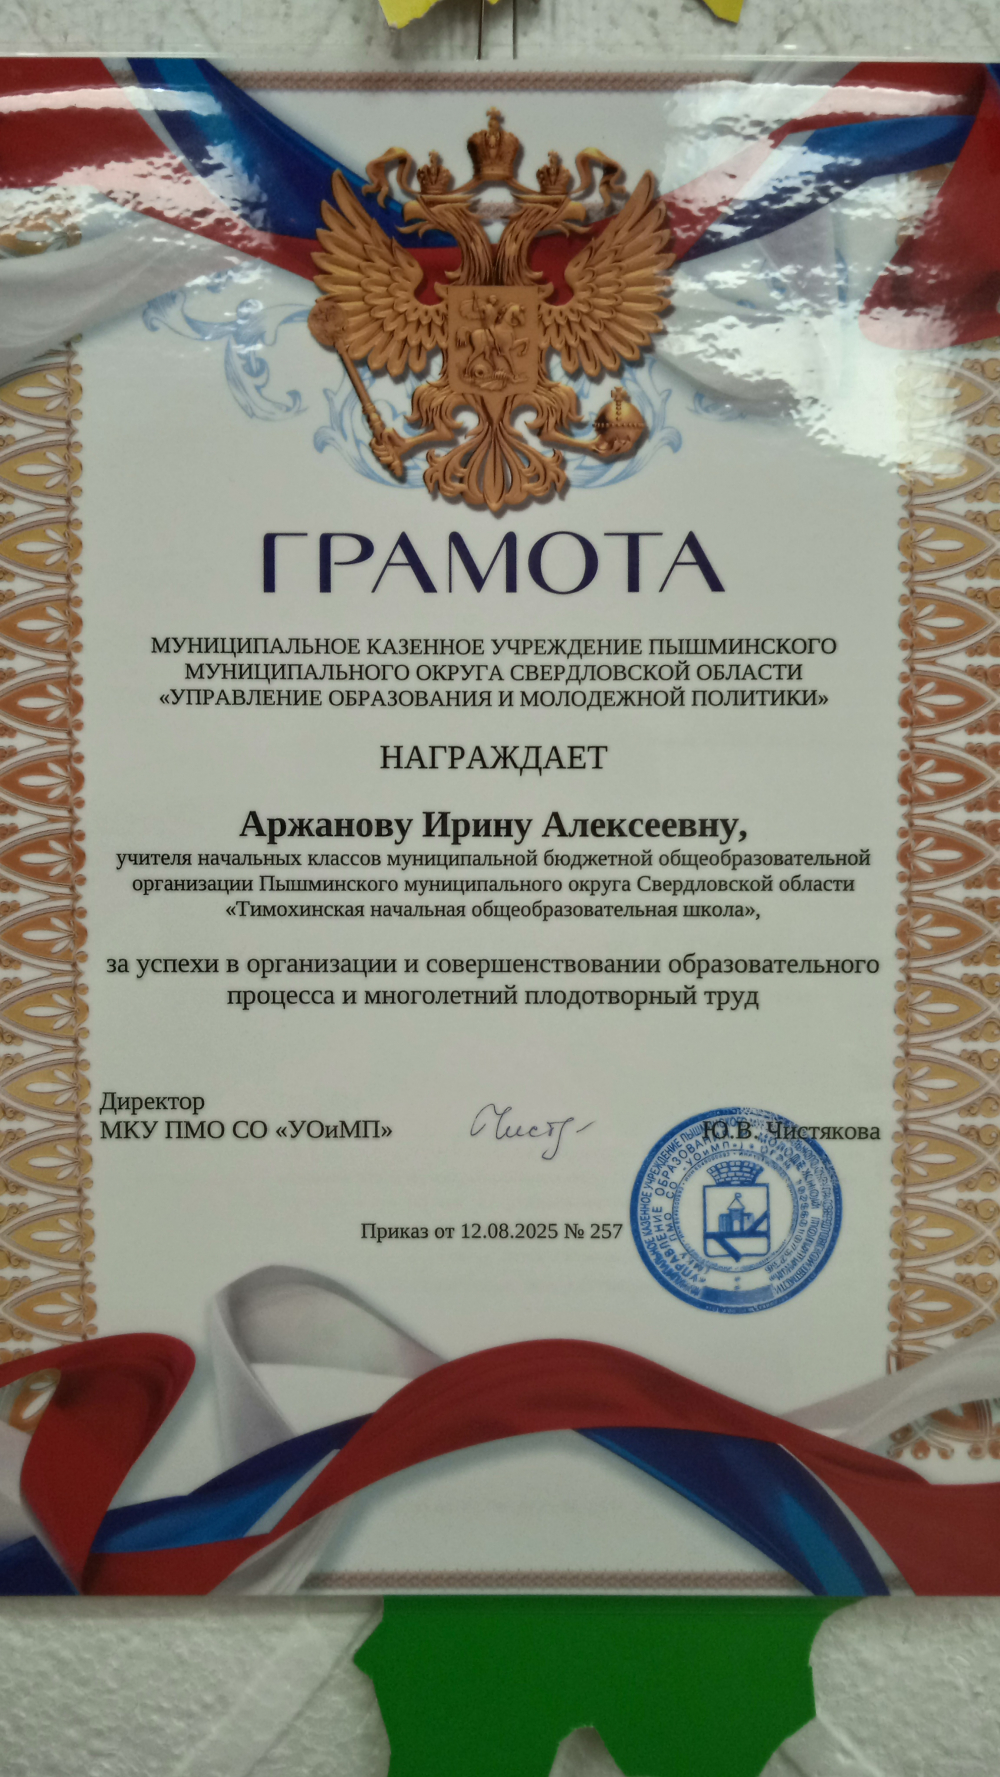 ГРАМОТА
МУНИЦИПАЛЬНОЕ КАЗЕННОЕ УЧРЕЖДЕНИЕ ПЫШМИНСКОГО
МУНИЦИПАЛЬНОГО ОКРУГА СВЕРДЛОВСКОЙ ОБЛАСТИ
«УПРАВЛЕНИЕ ОБРАЗОВАНИЯ И МОЛОДЕЖНОЙ ПОЛИТИКИ»
НАГРАЖДАЕТ
Аржанову Ирину Алексеевну,
учителя начальных классов муниципальной бюджетной общеобразовательной
организации Пышминского муниципального округа Свердловской области
«Тимохинская начальная общеобразовательная школа»,
за успехи в организации и совершенствовании образовательного
процесса и многолетний плодотворный труд
Директор
МКУ ПМО СО «УОиМП»
Ю.В. Чистякова
Приказ от 12.08.2025 № 257